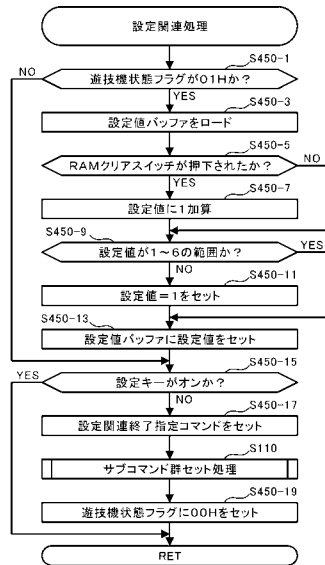 設定関連処理
S450-1
NO
遊技機状態フラグが01Hか?
YES
S450-3
設定値バッファをロード
S450-5
RAMクリアスイッチが押下されたか?
NO
YES
S450-7
設定値に1加算
S450-9
設定値が1～6の範囲か?
YES
NO
S450-11
設定値=1をセット
S450-13
設定値バッファに設定値をセット
S450-15
YES
設定キーがオンか?
NO
S450-17
設定関連終了指定コマンドをセット
S110
サブコマンド群セット処理
S450-19
遊技機状態フラグに00Hをセット
RET